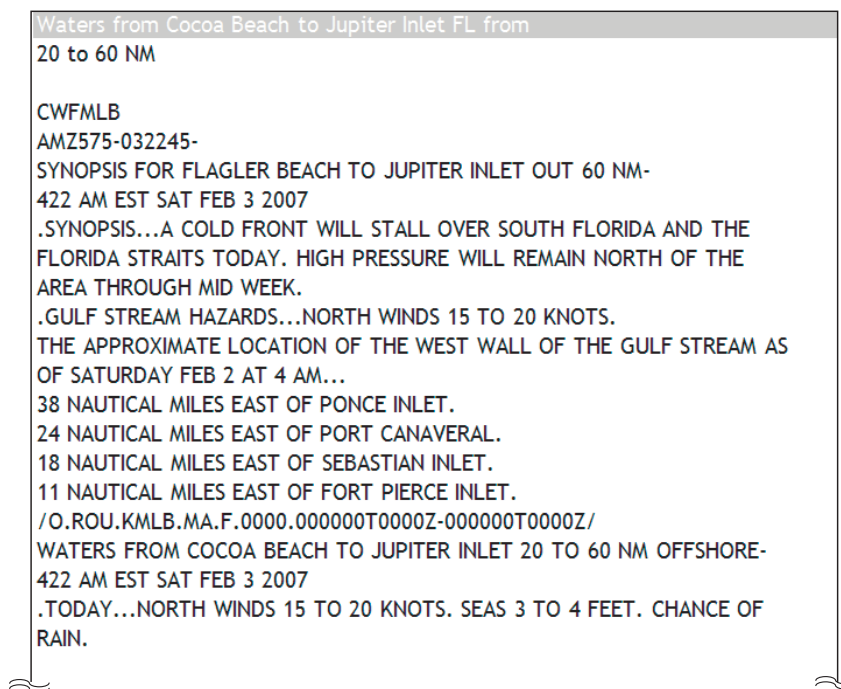 Waters from Cocoa Beach to Jupiter Inlet FL from
20 to 60 NM
CWFMLB
AMZ575-032245-
SYNOPSIS FOR FLAGLER BEACH TO JUPITER INLET OUT 60 NM-
422 AM EST SAT FEB 3 2007
.SYNOPSIS...A COLD FRONT WILL STALL OVER SOUTH FLORIDA AND THE
FLORIDA STRAITS TODAY. HIGH PRESSURE WILL REMAIN NORTH OF THE
AREA THROUGH MID WEEK.
.GULF STREAM HAZARDS...NORTH WINDS 15 TO 20 KNOTS.
THE APPROXIMATE LOCATION OF THE WEST WALL OF THE GULF STREAM AS
OF SATURDAY FEB 2 AT 4 AM...
38 NAUTICAL MILES EAST OF PONCE INLET.
24 NAUTICAL MILES EAST OF PORT CANAVERAL.
18 NAUTICAL MILES EAST OF SEBASTIAN INLET.
11 NAUTICAL MILES EAST OF FORT PIERCE INLET.
/O.ROU.KMLB.MA.F.0000.000000T0000Z-000000T0000Z/
WATERS FROM COCOA BEACH TO JUPITER INLET 20 TO 60 NM OFFSHORE-
422 AM EST SAT FEB 3 2007
.TODAY...NORTH WINDS 15 TO 20 KNOTS. SEAS 3 TO 4 FEET. CHANCE OF
RAIN.